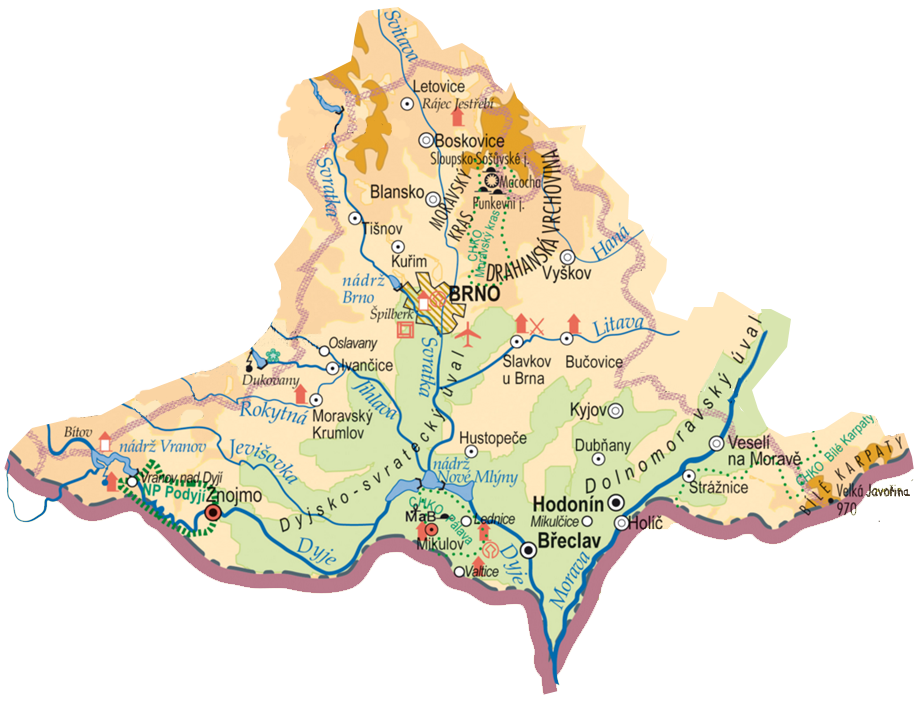 Svitava
Letovice
Rájec Jestřebí
Boskovice
Sloupsko-Šošůvské j.
Macocha
Punkevní j.
Blansko
MORAVSKÝ
KRAS
CHKO
Moravský kras
DRAHANSKÁ VRCHOVINA
Svratka
Tišnov
Kuřim
Haná
Vyškov
nádrž
Brno
BRNO
Špilberk
Litava
Slavkov
u Brna
Bučovice
Oslavany
Ivančice
Dukovany
Svratka
Jihlava
Rokytná
Moravský
Krumlov
Kyjov
Dolnomoravský úval
Bítov
nádrž Vranov
Jevišovka
Hustopeče
Dubňany
Veselí
na Moravě
CHKO Bílé Karpaty
BÍLÉ KARPATY
Vranov nad Dyjí
NP Podyjí
Znojmo
Dyjsko-svratecký úval
nádrž
Nové Mlýny
Strážnice
Velká Javořina
970
CHKO Pálava
MaB
Mikulov
Lednice
Hodonín
Mikulčice
Holíč
Břeclav
Dyje
Dyje
Valtice
Morava